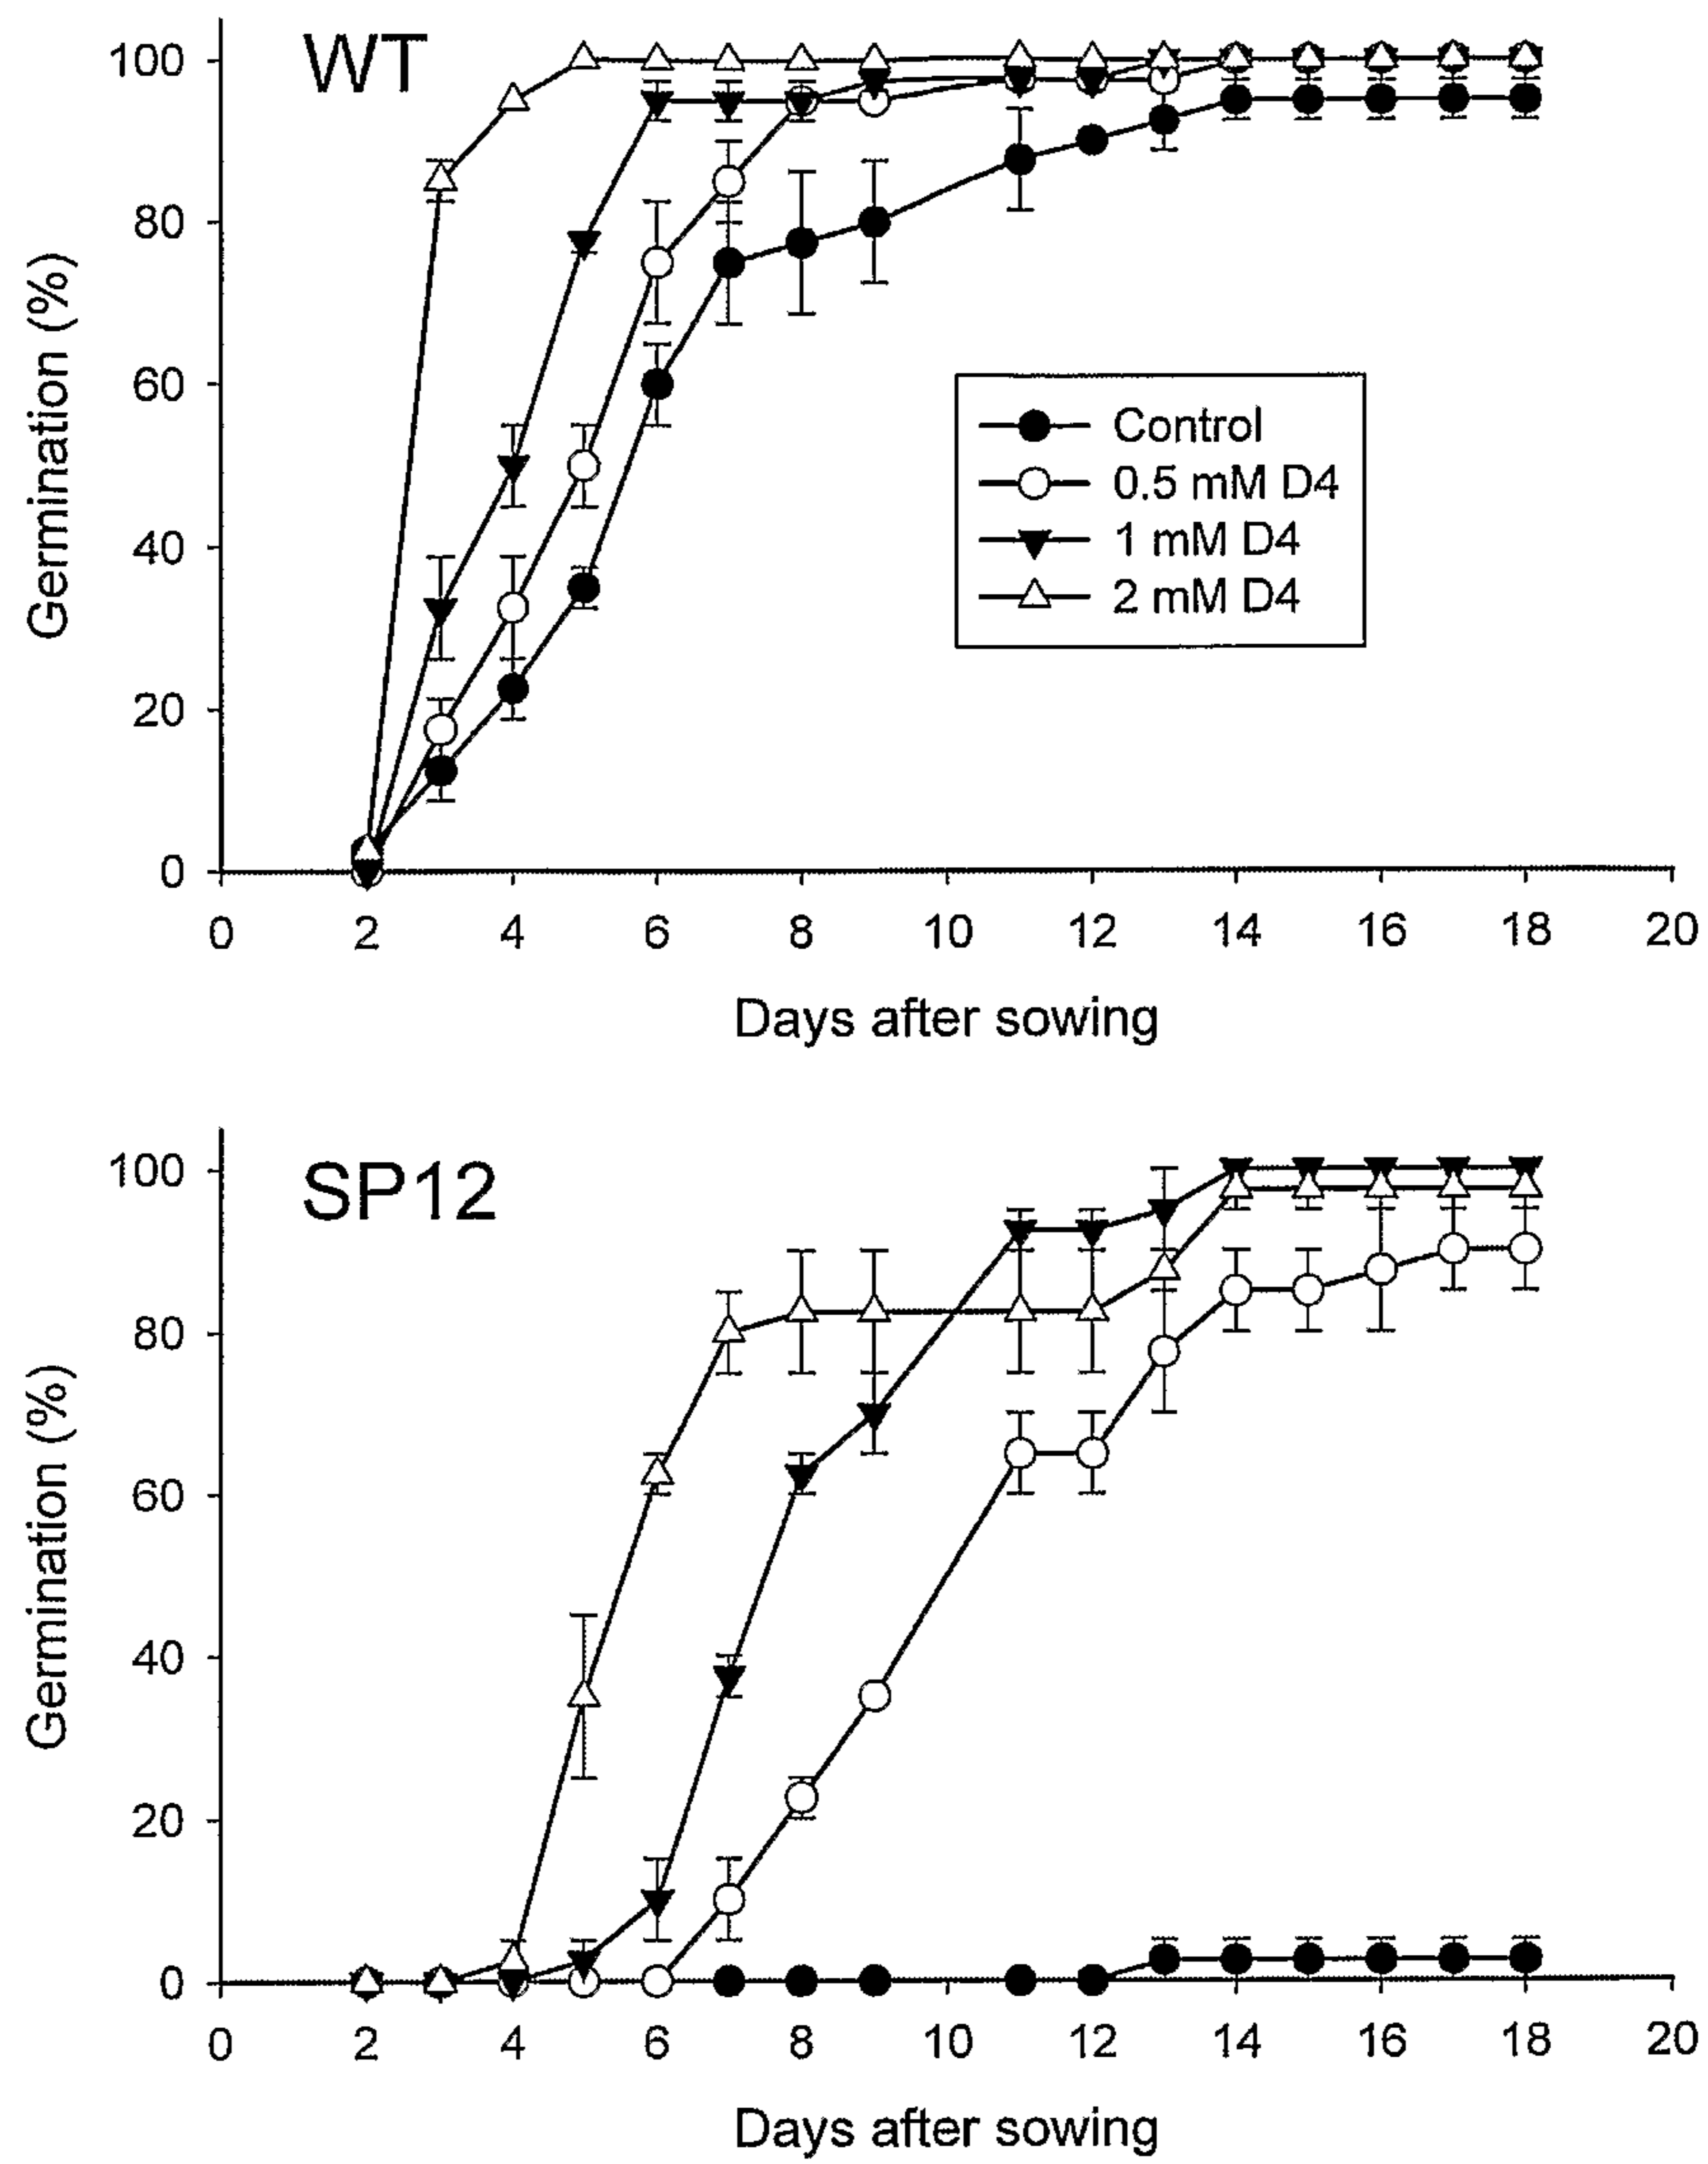 WT
100
80
60
40
20
0
Germination (%)
Control
0.5 mM D4
1 mM D4
2 mM D4
0 2 4 6 8 10 12 14 16 18 20
Days after sowing
SP12
100
80
60
40
20
0
Germination (%)
0 2 4 6 8 10 12 14 16 18 20
Days after sowing